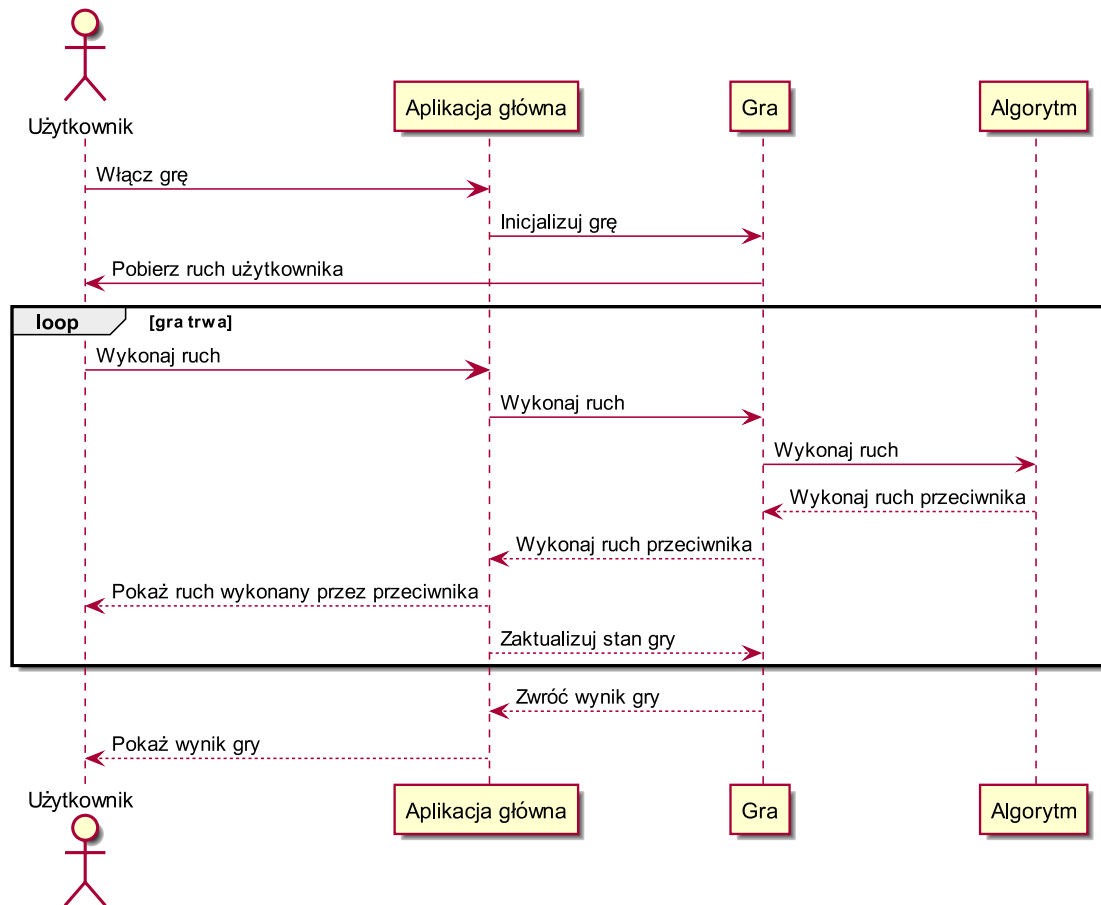 Użytkownik
Aplikacja główna
Gra
Algorytm
Włącz grę
Inicjalizuj grę
Pobierz ruch użytkownika
loop
[gra trwa]
Wykonaj ruch
Wykonaj ruch
Wykonaj ruch
Wykonaj ruch przeciwnika
Wykonaj ruch przeciwnika
Pokaż ruch wykonany przez przeciwnika
Zaktualizuj stan gry
Zwróć wynik gry
Pokaż wynik gry
Użytkownik
Aplikacja główna
Gra
Algorytm